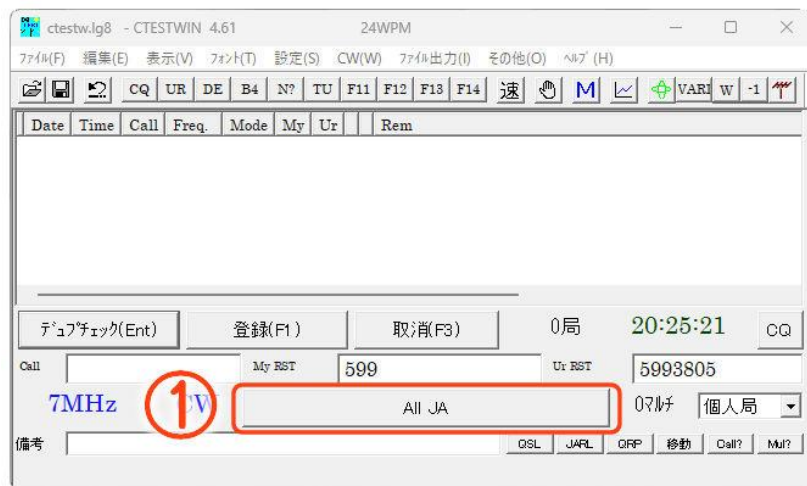 ctestw.lg8 - CTESTWIN 4.61 24WPM
ファイル(F) 編集(E) 表示(V) フォント(T) 設定(S) CW(W) ファイル出力(I) その他(O) ヘルプ(H)
CQ UR DE B4 N? TU F11 F12 F13 F14 速 M VARI W -1
Date Time Call Freq. Mode My Ur Rem
デュプチェック(Ent) 登録(F1) 取消(F3) 0局 20:25:21 CQ
Call My RST 599 Ur RST 5993805
7MHz ① CW All JA 0マルチ 個人局
備考 QSL JARL QRP 移動 Call? Mul?